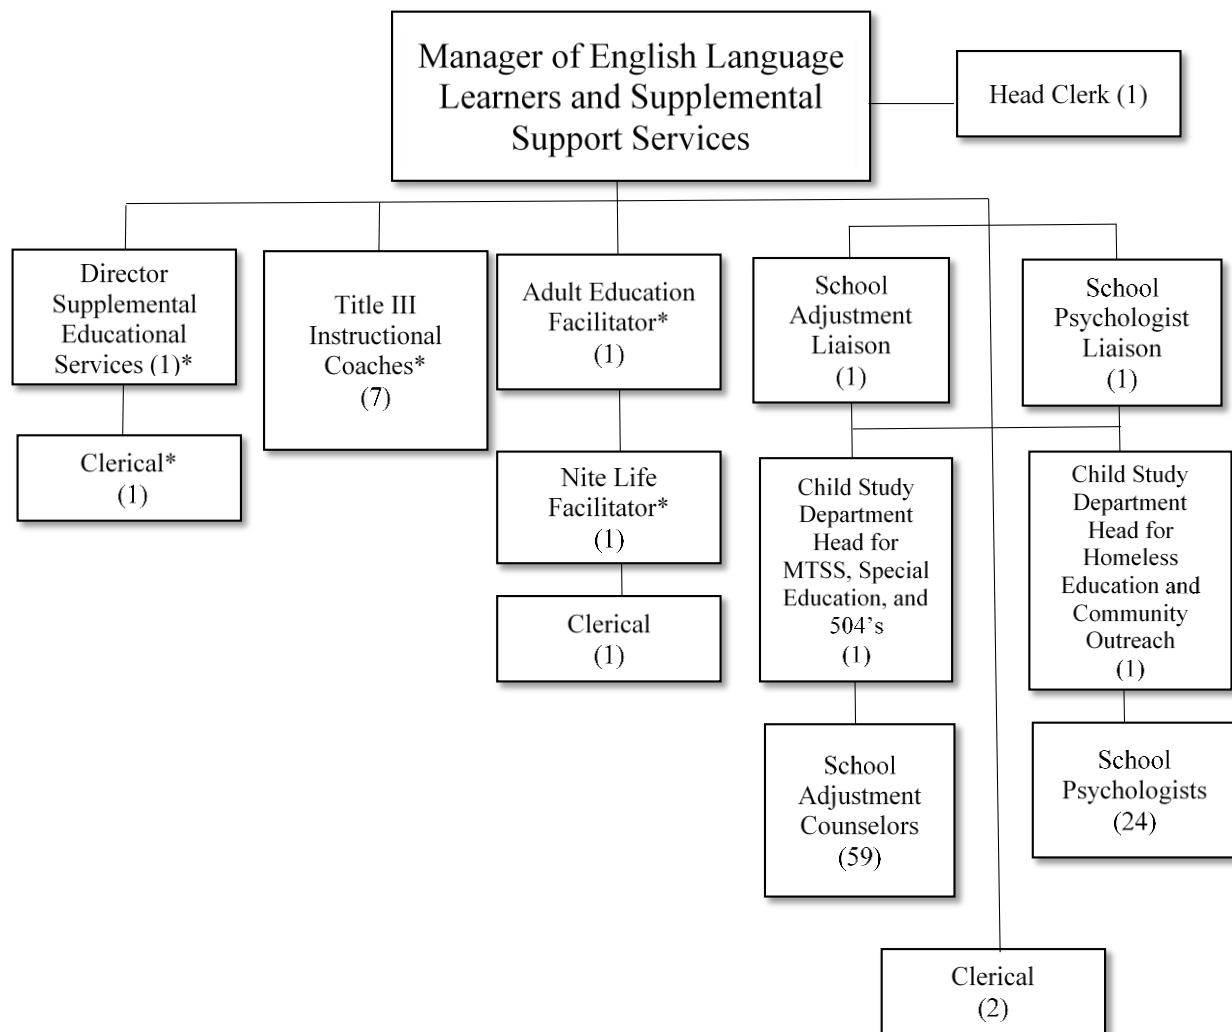 Manager of English Language
Learners and Supplemental
Support Services
Head Clerk (1)
Director
Supplemental
Educational
Services (1)*
Title III
Instructional
Coaches*
(7)
Adult Education
Facilitator*
(1)
School
Adjustment
Liaison
(1)
School
Psychologist
Liaison
(1)
Clerical*
(1)
Nite Life
Facilitator*
(1)
Child Study
Department
Head for
MTSS, Special
Education, and
504’s
(1)
Child Study
Department
Head for
Homeless
Education and
Community
Outreach
(1)
Clerical
(1)
School
Adjustment
Counselors
(59)
School
Psychologists
(24)
Clerical
(2)